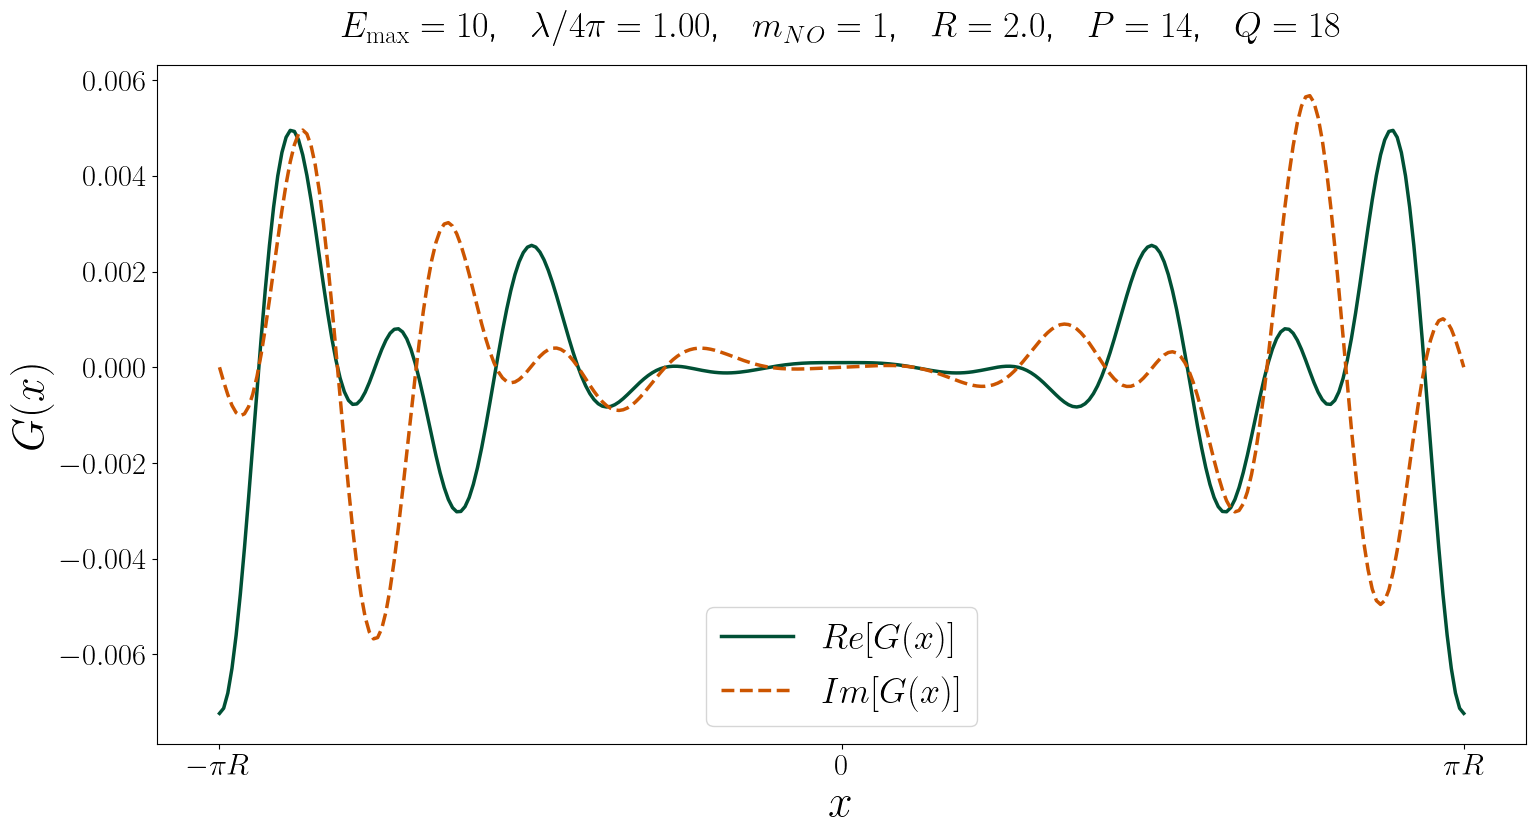 E_max = 10, λ/4π = 1.00, m_NO = 1, R = 2.0, P = 14, Q = 18
0.006
0.004
0.002
0.000
−0.002
−0.004
−0.006
G(x)
Re[G(x)]
Im[G(x)]
−πR 0 πR
x